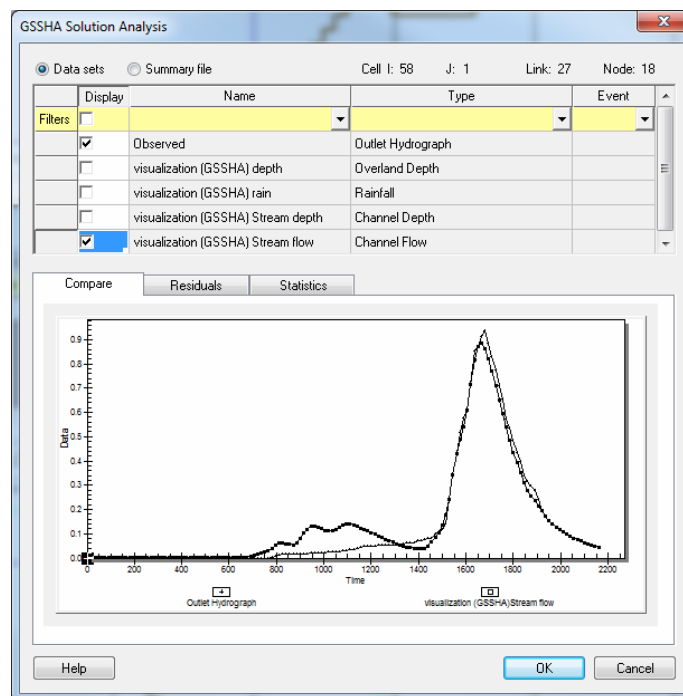 GSSHA Solution Analysis
Data sets Summary file Cell I: 58 J: 1 Link: 27 Node: 18
Display Name Type Event
Filters
Observed Outlet Hydrograph
visualization (GSSHA) depth Overland Depth
visualization (GSSHA) rain Rainfall
visualization (GSSHA) Stream depth Channel Depth
visualization (GSSHA) Stream flow Channel Flow
Compare Residuals Statistics
0.9
0.8
0.7
0.6
0.5
Data
0.4
0.3
0.2
0.1
0.0
0 200 400 600 800 1000 1200 1400 1600 1800 2000 2200
Time
Outlet Hydrograph visualization (GSSHA)Stream flow
Help OK Cancel